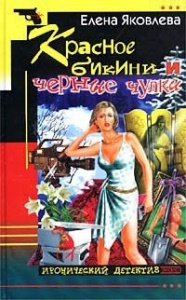 Елена Яковлева
Красное
бикини и
черные чулки
ИРОНИЧЕСКИЙ ДЕТЕКТИВ